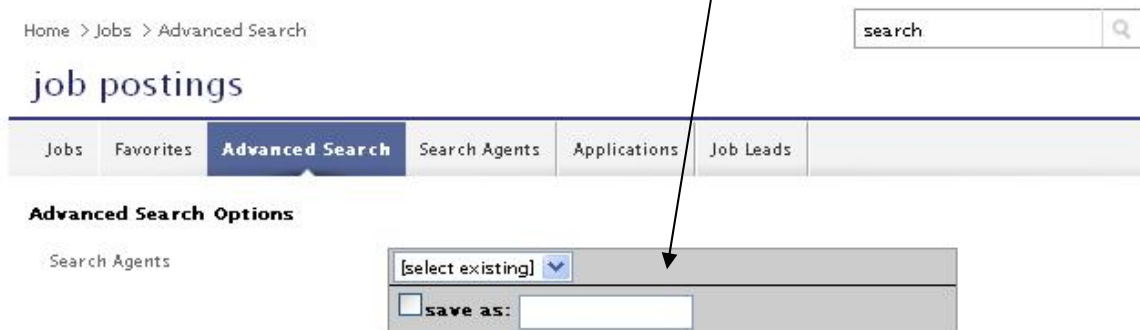 Home > Jobs > Advanced Search search
job postings
Jobs Favorites Advanced Search Search Agents Applications Job Leads
Advanced Search Options
Search Agents [select existing]
save as: